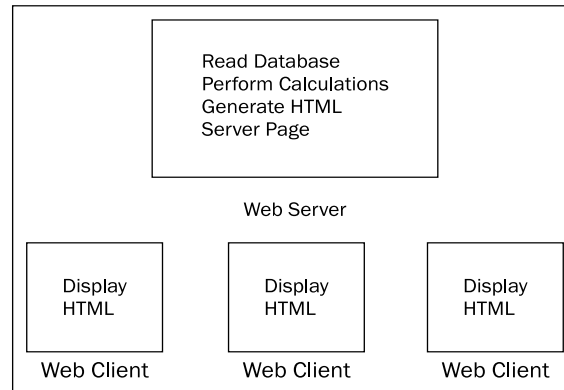 Read Database
Perform Calculations
Generate HTML
Server Page
Web Server
Display
HTML
Web Client
Display
HTML
Web Client
Display
HTML
Web Client